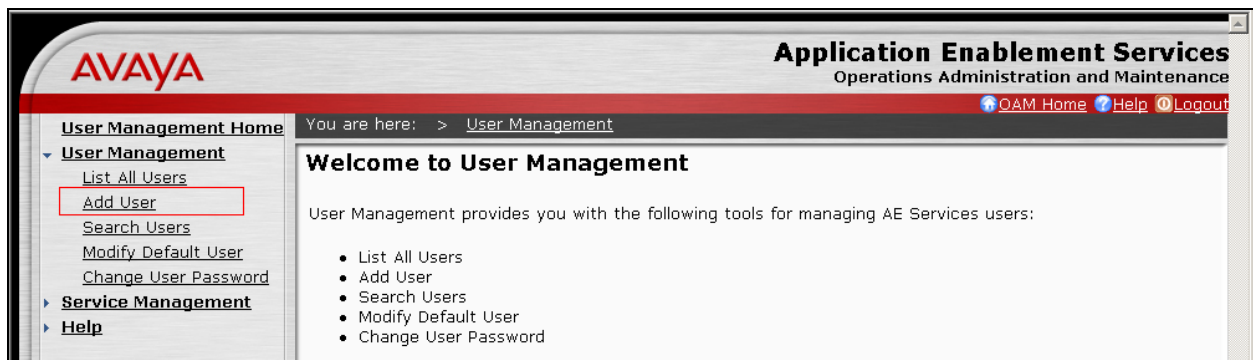 AVAYA
Application Enablement Services
Operations Administration and Maintenance
OAM Home Help Logout
User Management Home
User Management
List All Users
Add User
Search Users
Modify Default User
Change User Password
Service Management
Help
You are here: > User Management
Welcome to User Management
User Management provides you with the following tools for managing AE Services users:
• List All Users
• Add User
• Search Users
• Modify Default User
• Change User Password